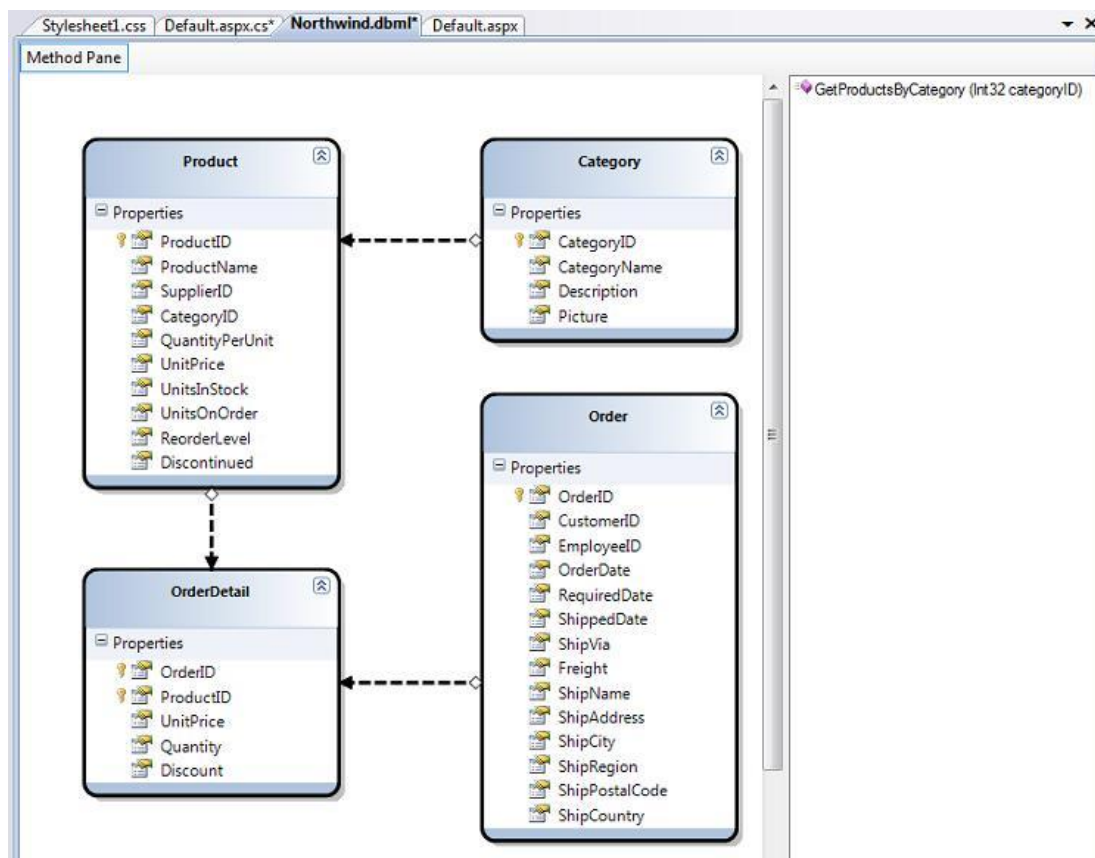 Stylesheet1.css Default.aspx.cs* Northwind.dbml* Default.aspx
Method Pane
GetProductsByCategory (Int32 categoryID)
Product
Properties
ProductID
ProductName
SupplierID
CategoryID
QuantityPerUnit
UnitPrice
UnitsInStock
UnitsOnOrder
ReorderLevel
Discontinued
Category
Properties
CategoryID
CategoryName
Description
Picture
Order
Properties
OrderID
CustomerID
EmployeeID
OrderDate
RequiredDate
ShippedDate
ShipVia
Freight
ShipName
ShipAddress
ShipCity
ShipRegion
ShipPostalCode
ShipCountry
OrderDetail
Properties
OrderID
ProductID
UnitPrice
Quantity
Discount